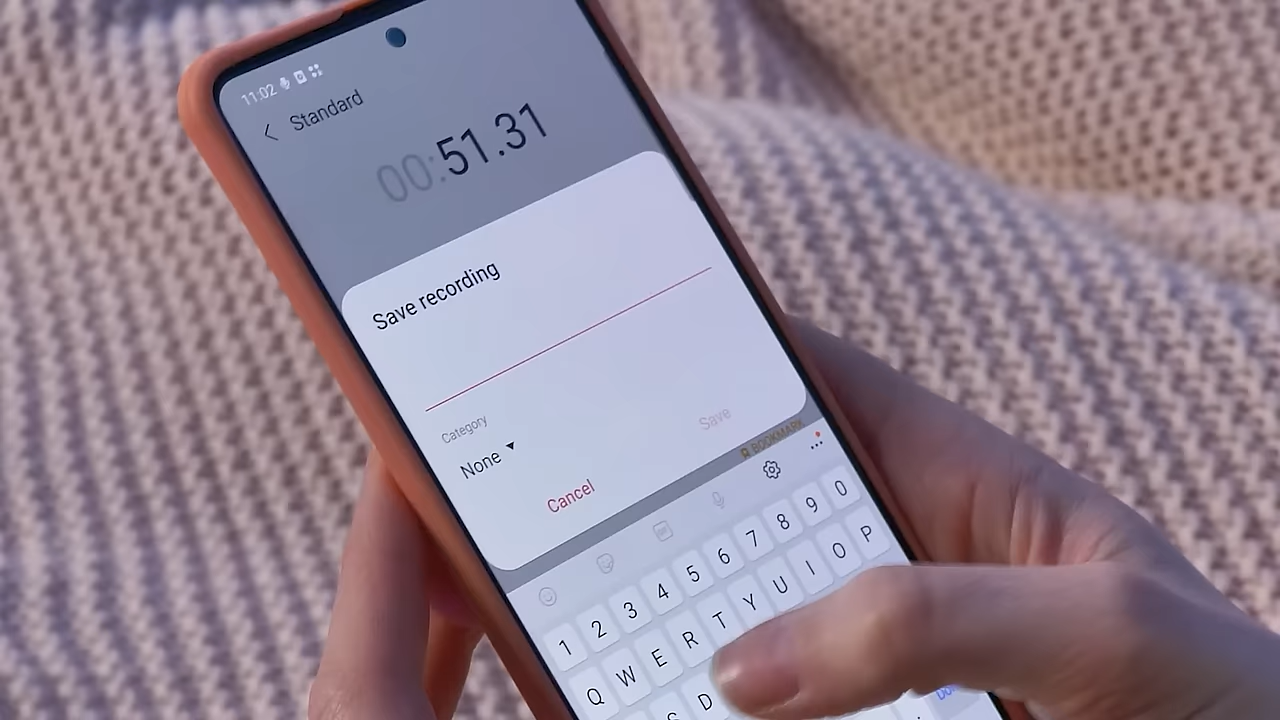 11:02
Standard
00:51.31
Save recording
Category
None
Cancel
Save
BOOKMARK
1 2 3 4 5 6 7 8 9 0
Q W E R T Y U I O P
S D